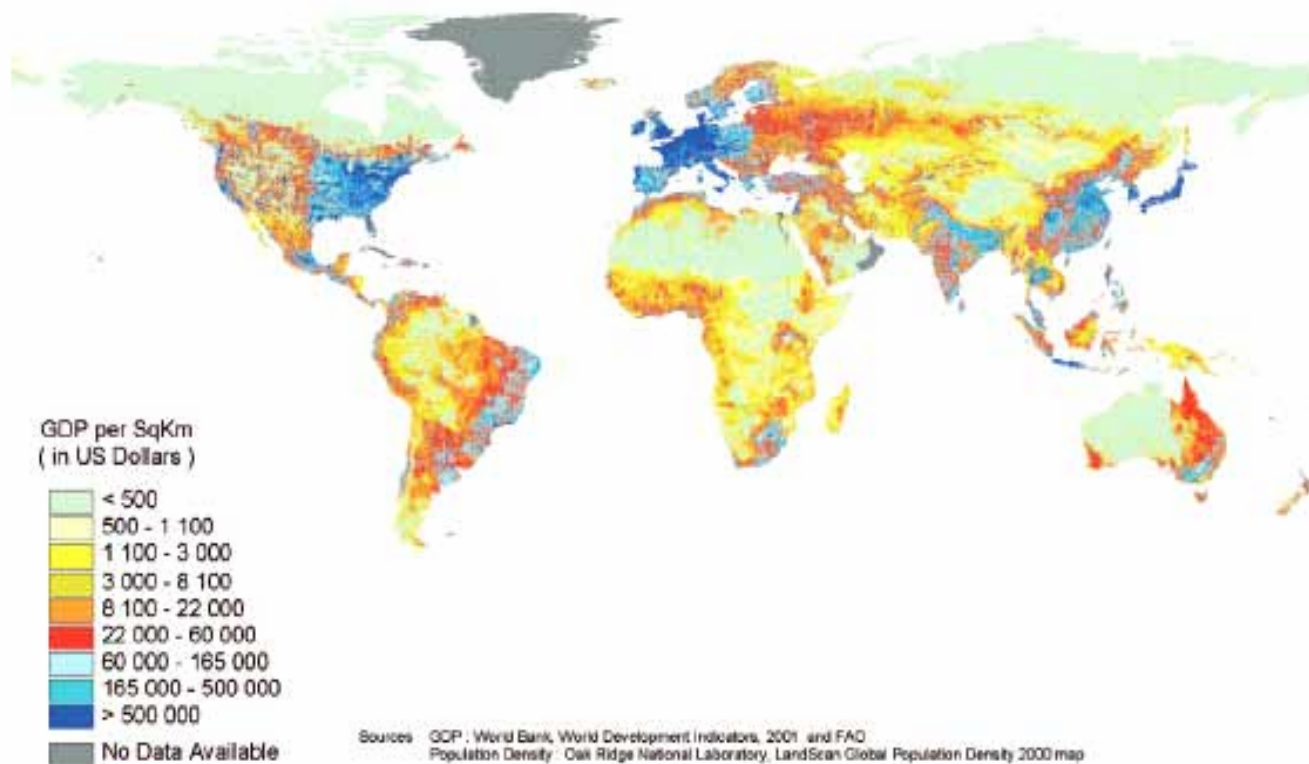 GDP per SqKm
( in US Dollars )
< 500
500 - 1 100
1 100 - 3 000
3 000 - 8 100
8 100 - 22 000
22 000 - 60 000
60 000 - 165 000
165 000 - 500 000
> 500 000
No Data Available
Sources GDP : World Bank, World Development Indicators, 2001 and FAO
Population Density : Oak Ridge National Laboratory, LandScan Global Population Density 2000 map